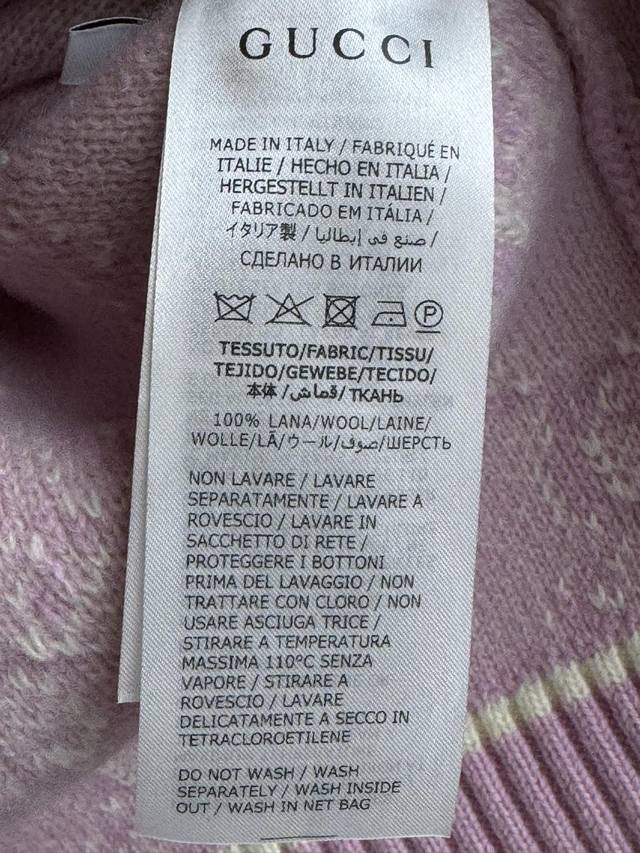 GUCCI
MADE IN ITALY / FABRIQUÉ EN
ITALIE / HECHO EN ITALIA /
HERGESTELLT IN ITALIEN /
FABRICADO EM ITÁLIA /
イタリア製 / صنع في إيطاليا /
СДЕЛАНО В ИТАЛИИ
P
TESSUTO/FABRIC/TISSU/
TEJIDO/GEWEBE/TECIDO/
本体 /قماش/ ТКАНЬ
100% LANA/WOOL/LAINE/
WOLLE/LÃ/ウール/صوف/ШЕРСТЬ
NON LAVARE / LAVARE
SEPARATAMENTE / LAVARE A
ROVESCIO / LAVARE IN
SACCHETTO DI RETE /
PROTEGGERE I BOTTONI
PRIMA DEL LAVAGGIO / NON
TRATTARE CON CLORO / NON
USARE ASCIUGA TRICE /
STIRARE A TEMPERATURA
MASSIMA 110°C SENZA
VAPORE / STIRARE A
ROVESCIO / LAVARE
DELICATAMENTE A SECCO IN
TETRACLOROETILENE
DO NOT WASH / WASH
SEPARATELY / WASH INSIDE
OUT / WASH IN NET BAG